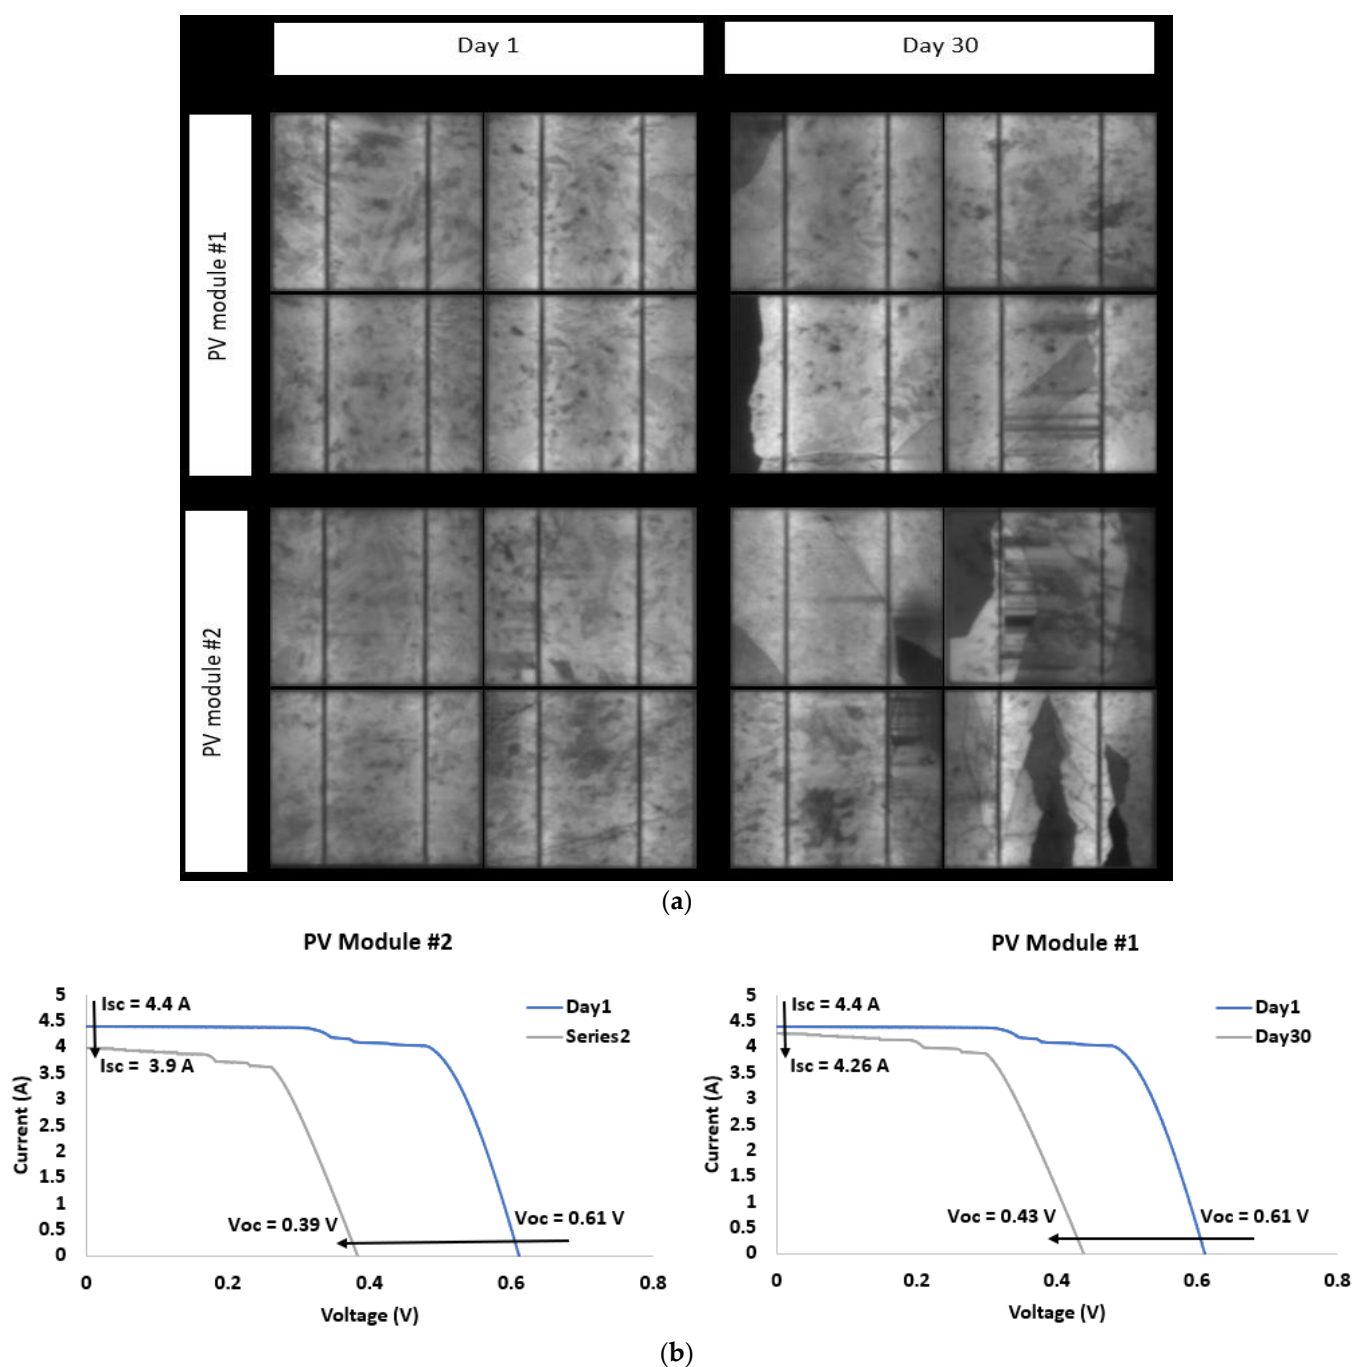 Day 1
Day 30
PV module #1
PV module #2
(a)
PV Module #2
5
4.5
4
3.5
3
2.5
2
1.5
1
0.5
0
Current (A)
Isc = 4.4 A
Isc = 3.9 A
Day1
Series2
Voc = 0.39 V
Voc = 0.61 V
0
0.2
0.4
0.6
0.8
Voltage (V)
PV Module #1
5
4.5
4
3.5
3
2.5
2
1.5
1
0.5
0
Current (A)
Isc = 4.4 A
Isc = 4.26 A
Day1
Day30
Voc = 0.43 V
Voc = 0.61 V
0
0.2
0.4
0.6
0.8
Voltage (V)
(b)